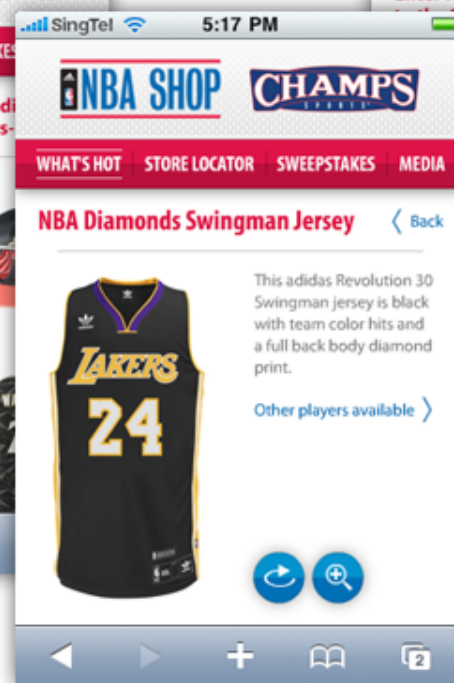 SingTel 5:17 PM
NBA SHOP CHAMPS
SPORTS
WHAT'S HOT STORE LOCATOR SWEEPSTAKES MEDIA
NBA Diamonds Swingman Jersey Back
This adidas Revolution 30
Swingman jersey is black
with team color hits and
a full back body diamond
print.
Other players available
LAKERS
24
2